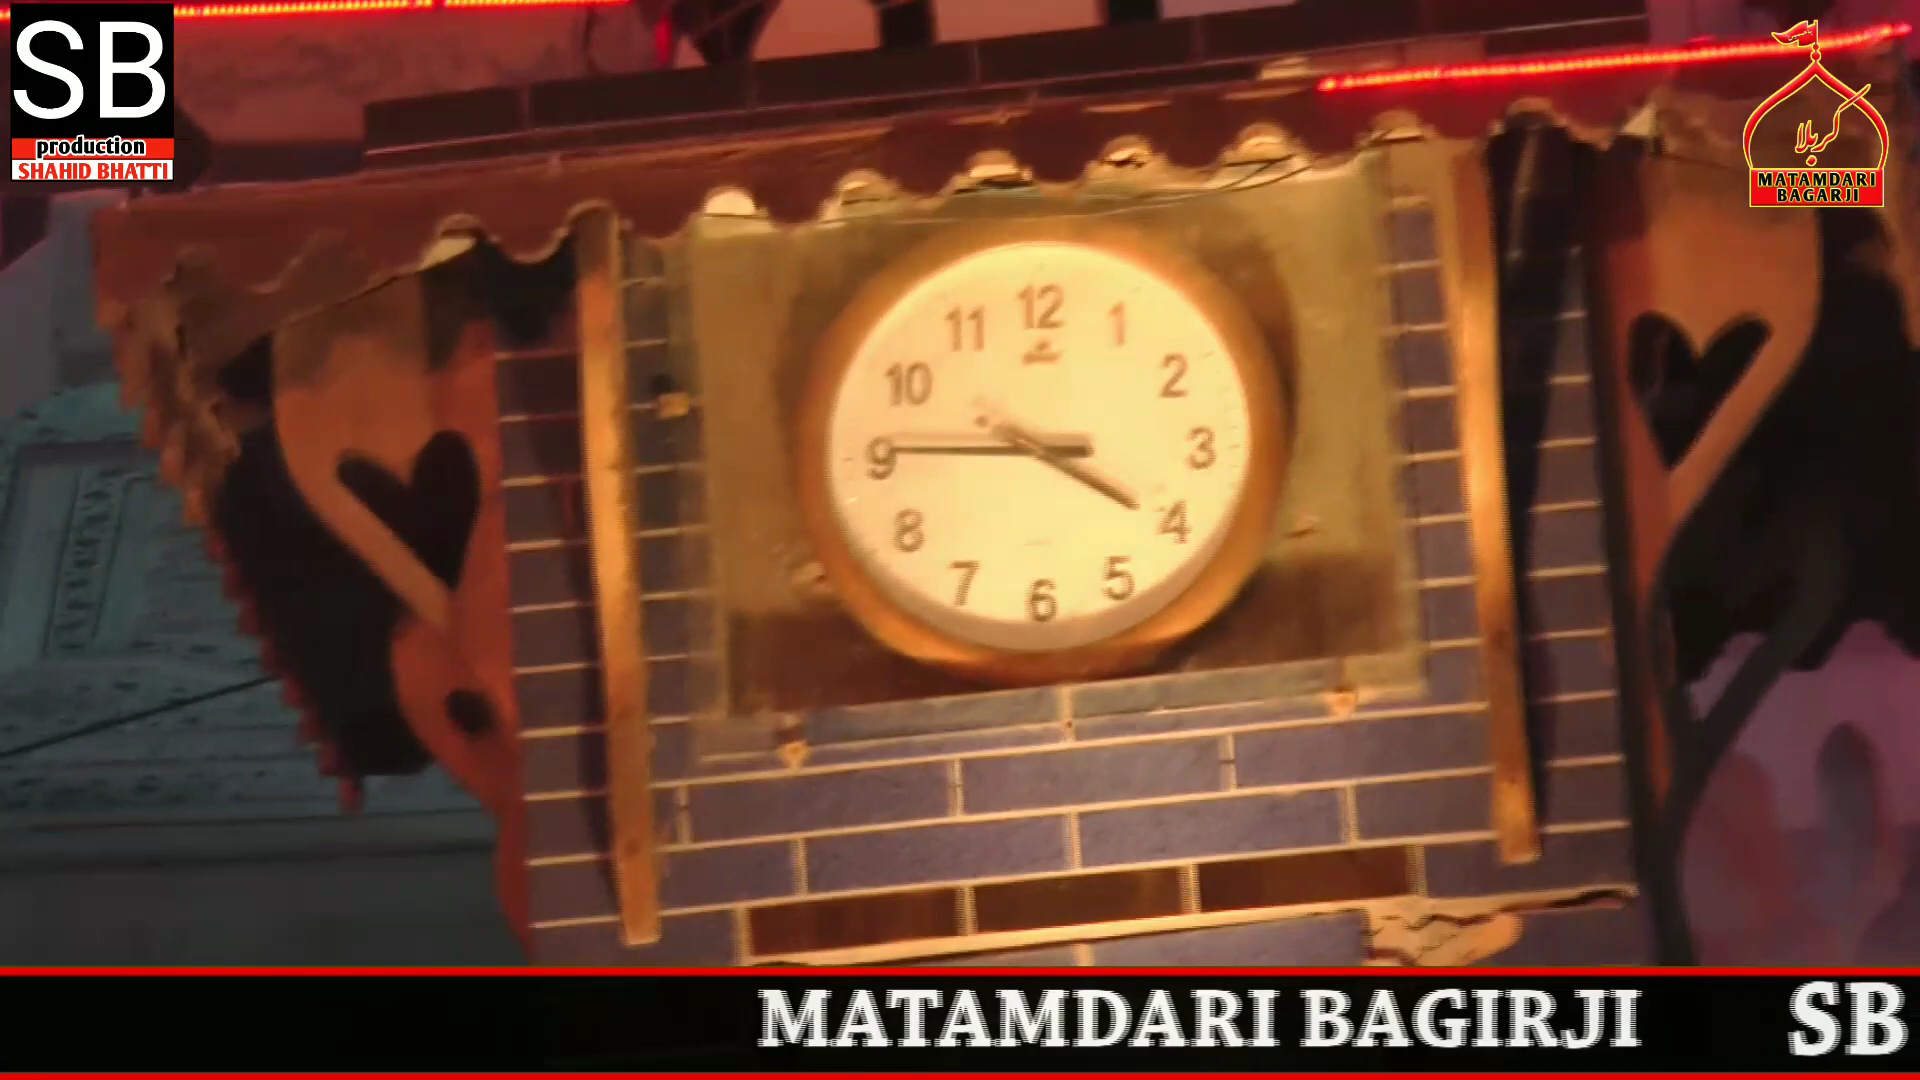 SB
production
SHAHID BHATTI
یاحسین
کربلا
MATAMDARI
BAGARJI
12
11
1
10
2
9
3
8
4
7
5
6
MATAMDARI BAGIRJI SB